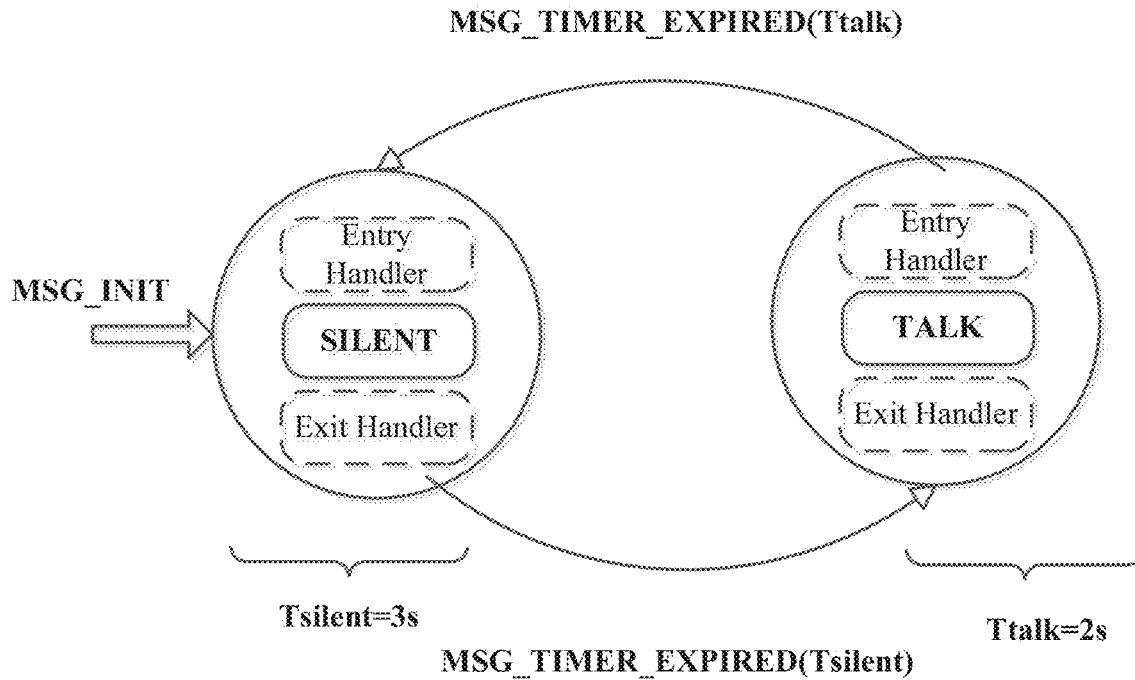 MSG_TIMER_EXPIRED(Ttalk)
Entry
Handler
MSG_INIT
SILENT
Exit Handler
Entry
Handler
TALK
Exit Handler
Tsilent=3s
Ttalk=2s
MSG_TIMER_EXPIRED(Tsilent)